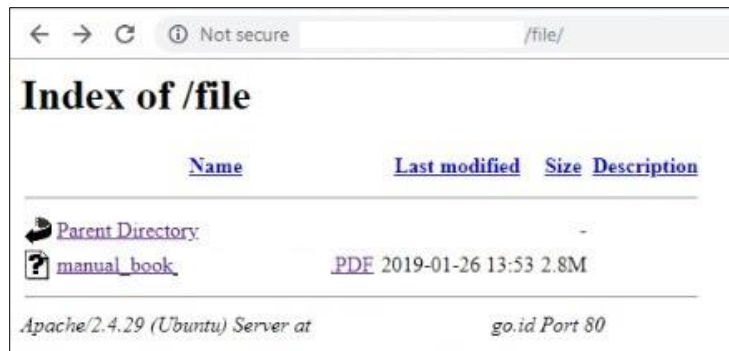 Not secure /file/
Index of /file
Name Last modified Size Description
Parent Directory -
manual_book_ .PDF 2019-01-26 13:53 2.8M
Apache/2.4.29 (Ubuntu) Server at go.id Port 80